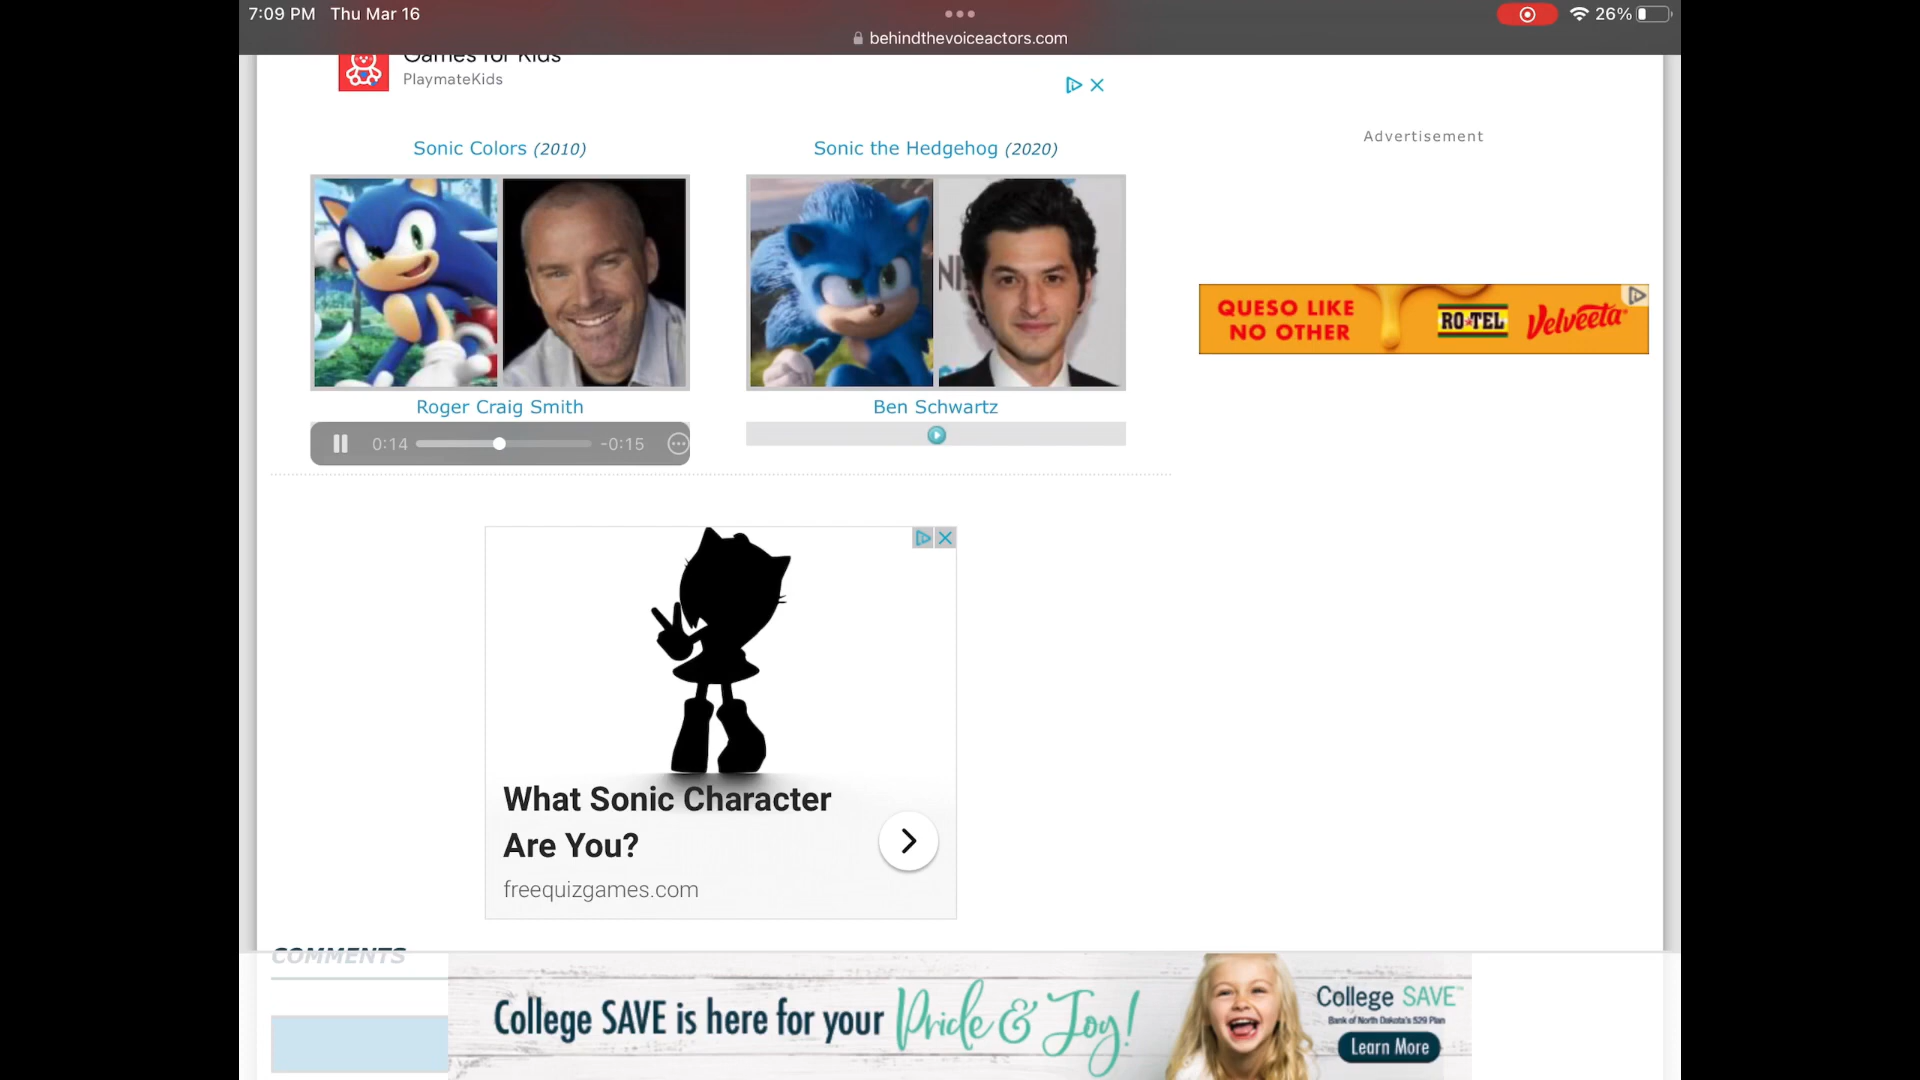 7:09 PM Thu Mar 16
26%
behindthevoiceactors.com
Games for Kids
PlaymateKids
Advertisement
Sonic Colors (2010)
Sonic the Hedgehog (2020)
QUESO LIKE
NO OTHER
RO*TEL
Velveeta
Roger Craig Smith
Ben Schwartz
0:14
-0:15
What Sonic Character
Are You?
freequizgames.com
COMMENTS
College SAVE is here for your Pride & Joy!
College SAVE
Bank of North Dakota's 529 Plan
Learn More